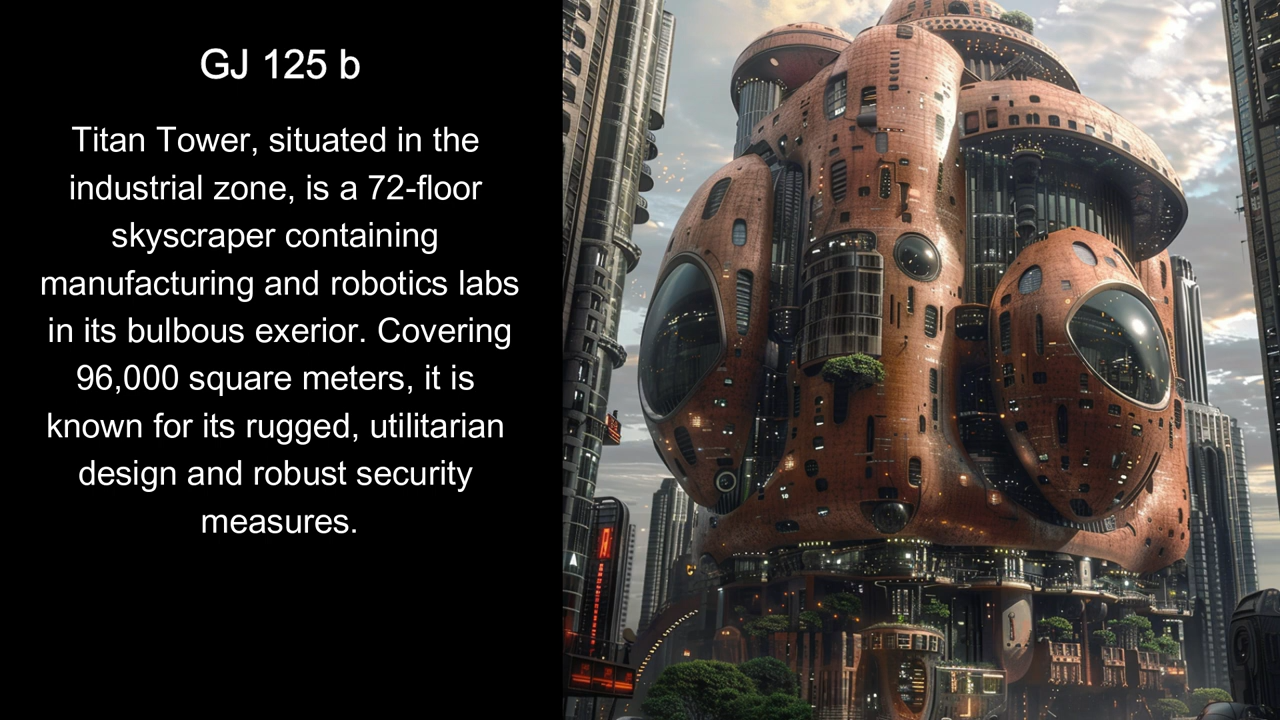 GJ 125 b
Titan Tower, situated in the
industrial zone, is a 72-floor
skyscraper containing
manufacturing and robotics labs
in its bulbous exerior. Covering
96,000 square meters, it is
known for its rugged, utilitarian
design and robust security
measures.